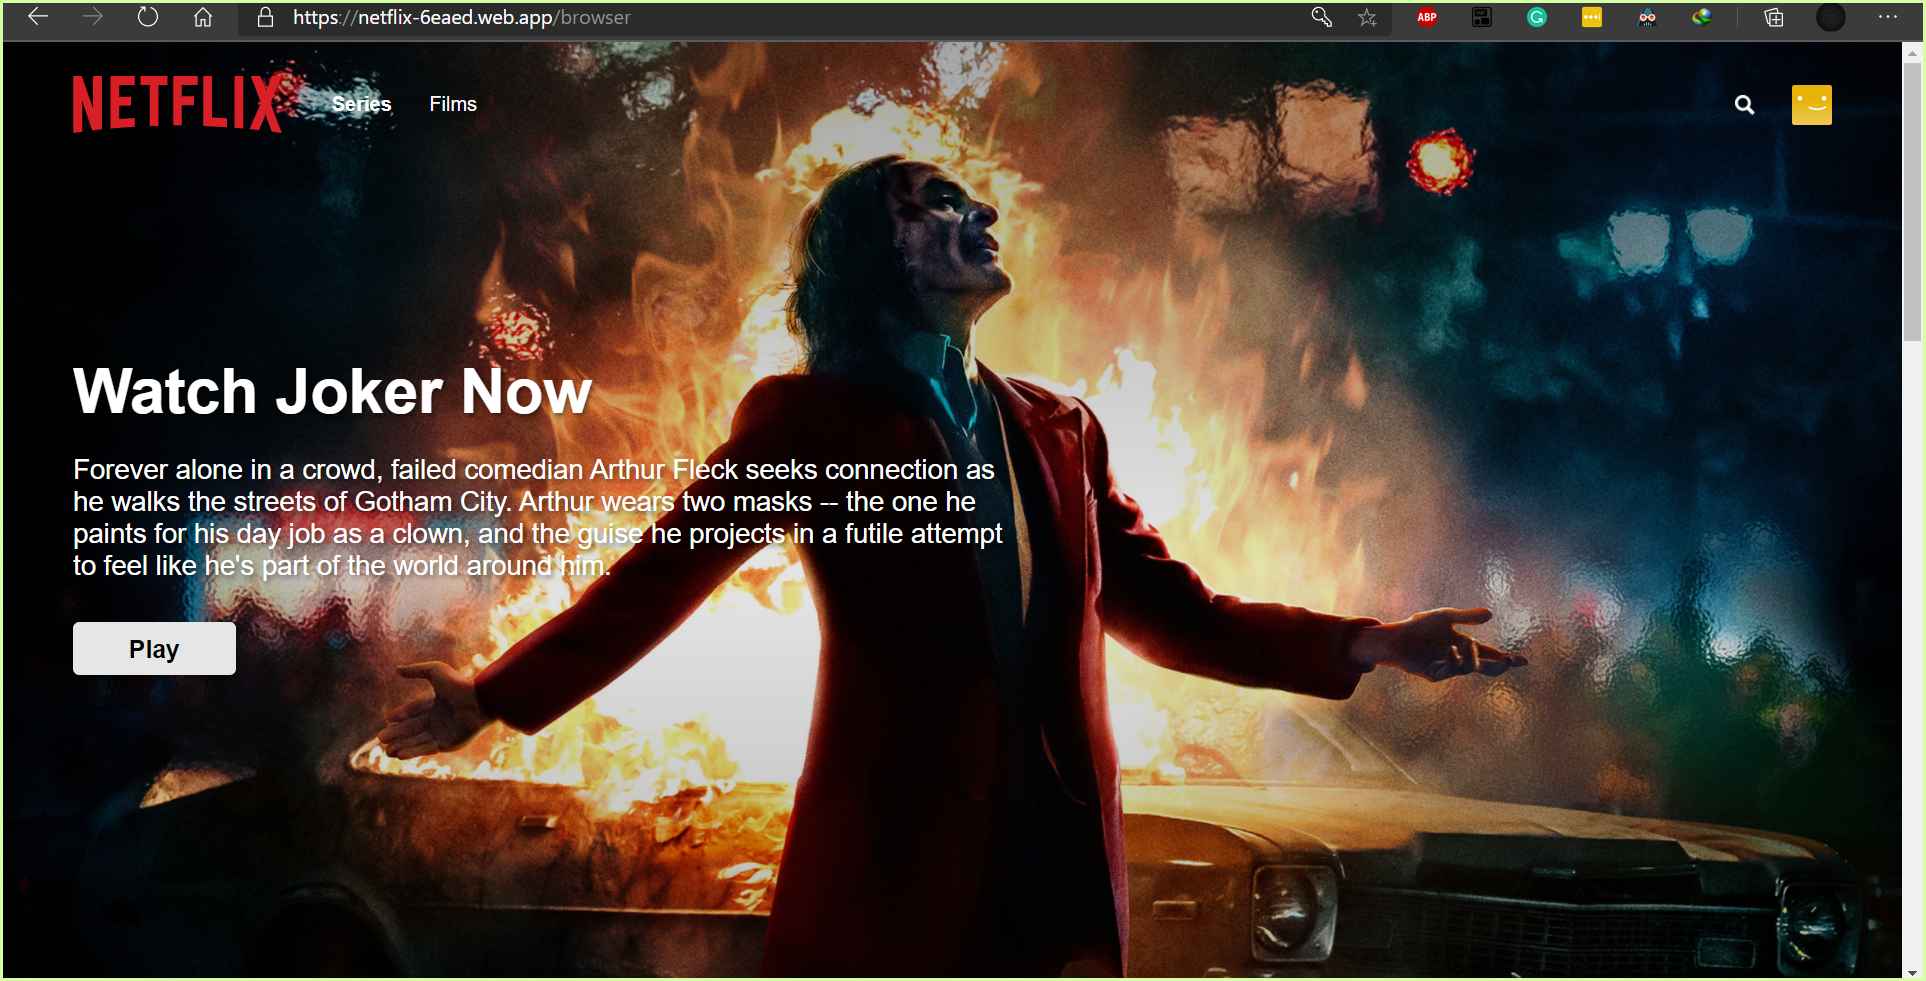 https://netflix-6eaed.web.app/browser
ABP
NETFLIX
Series
Films
Watch Joker Now
Forever alone in a crowd, failed comedian Arthur Fleck seeks connection as
he walks the streets of Gotham City. Arthur wears two masks -- the one he
paints for his day job as a clown, and the guise he projects in a futile attempt
to feel like he's part of the world around him.
Play